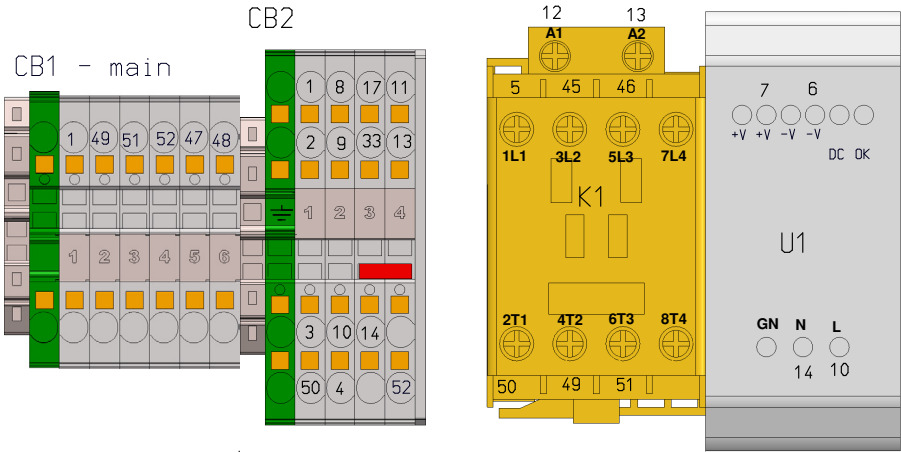 CB2
12 13
A1 A2
CB1 - main
5 45 46
1 8 17 11
7 6
1 49 51 52 47 48
2 9 33 13
+V +V -V -V
1L1 3L2 5L3 7L4
DC OK
K1
1 2 3 4
U1
1 2 3 4 5 6
2T1 4T2 6T3 8T4
GN N L
3 10 14
14 10
50 4 52
50 49 51